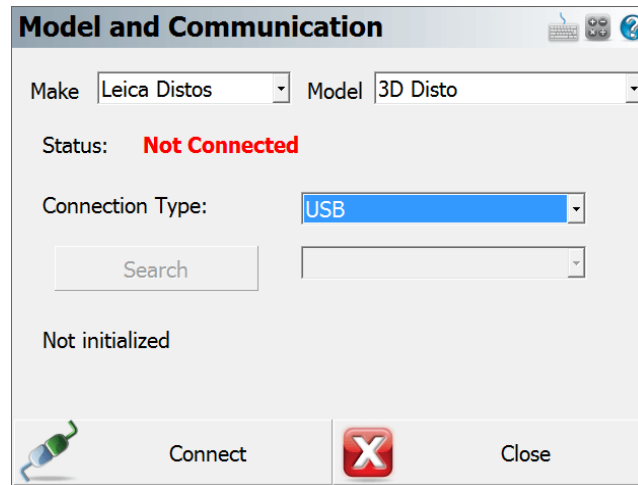 Model and Communication
Make Leica Distos Model 3D Disto
Status: Not Connected
Connection Type: USB
Search
Not initialized
Connect Close